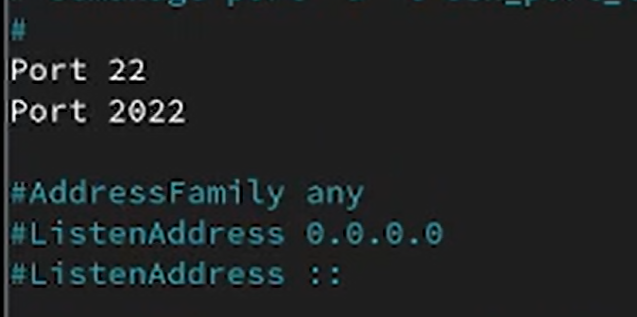 #
Port 22
Port 2022
#AddressFamily any
#ListenAddress 0.0.0.0
#ListenAddress ::